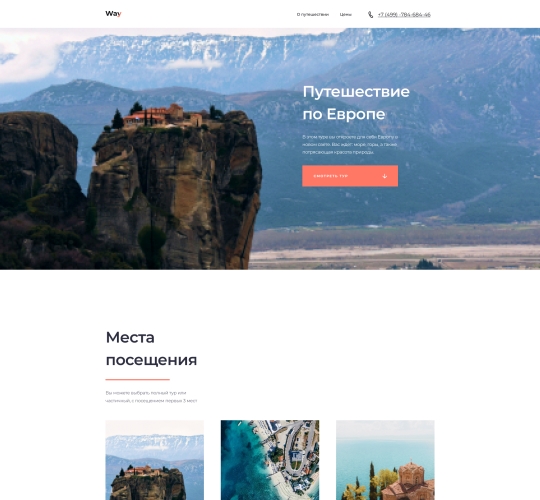 Way
О путешествии Цены +7 (499) -784-684-46
Путешествие
по Европе
В этом туре вы откроете для себя Европу в
новом свете. Вас ждет: море, горы, а также
потрясающая красота природы
СМОТРЕТЬ ТУР
Места
посещения
Вы можете выбрать полный тур или
частичный, с посещением первых 3 мест.